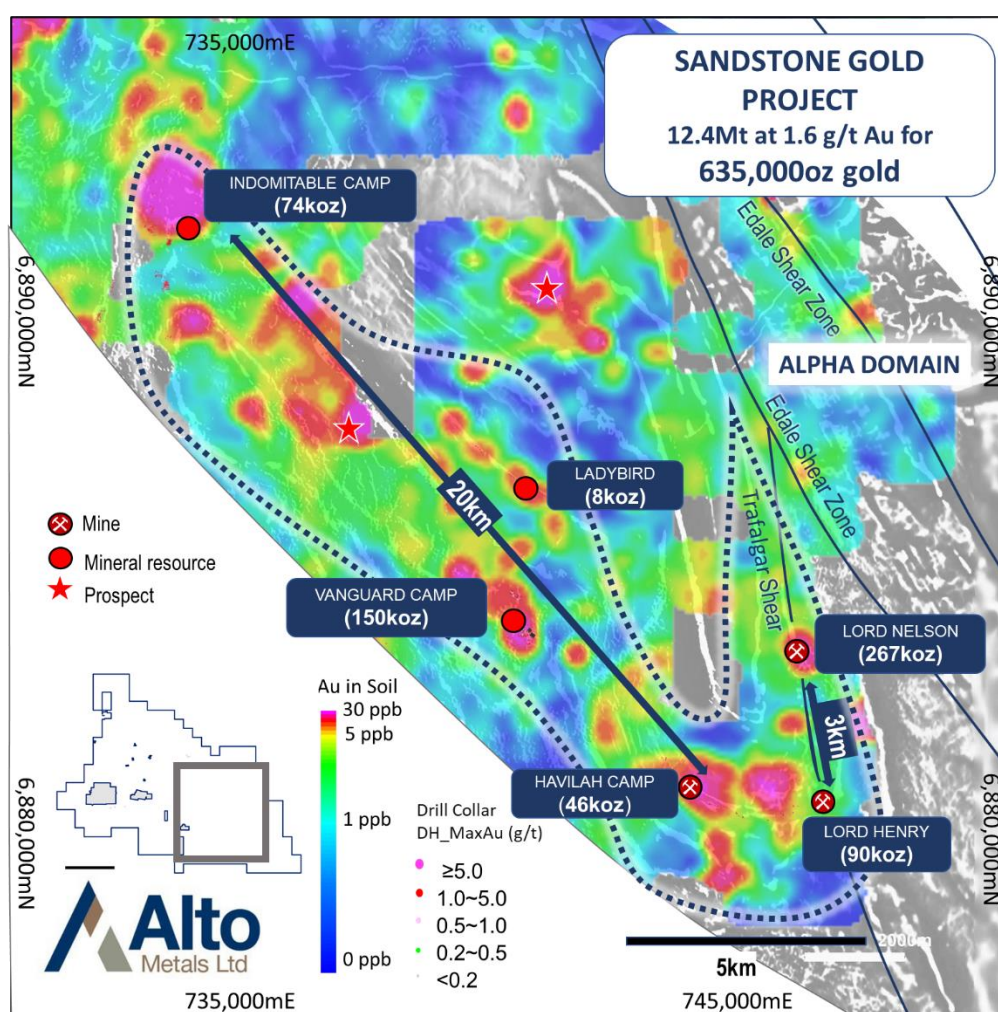 735,000mE
SANDSTONE GOLD
PROJECT
12.4Mt at 1.6 g/t Au for
635,000oz gold
INDOMITABLE CAMP
(74koz)
Edale Shear Zone
6,890,000mN
6,890,000mN
ALPHA DOMAIN
Edale Shear Zone
20km
LADYBIRD
(8koz)
Trafalgar Shear
Mine
Mineral resource
Prospect
VANGUARD CAMP
(150koz)
LORD NELSON
(267koz)
3km
HAVILAH CAMP
(46koz)
LORD HENRY
(90koz)
6,880,000mN
6,880,000mN
Au in Soil
30 ppb
5 ppb
1 ppb
0 ppb
Drill Collar
DH_MaxAu (g/t)
≥5.0
1.0~5.0
0.5~1.0
0.2~0.5
<0.2
Alto
Metals Ltd
2000m
5km
735,000mE
745,000mE